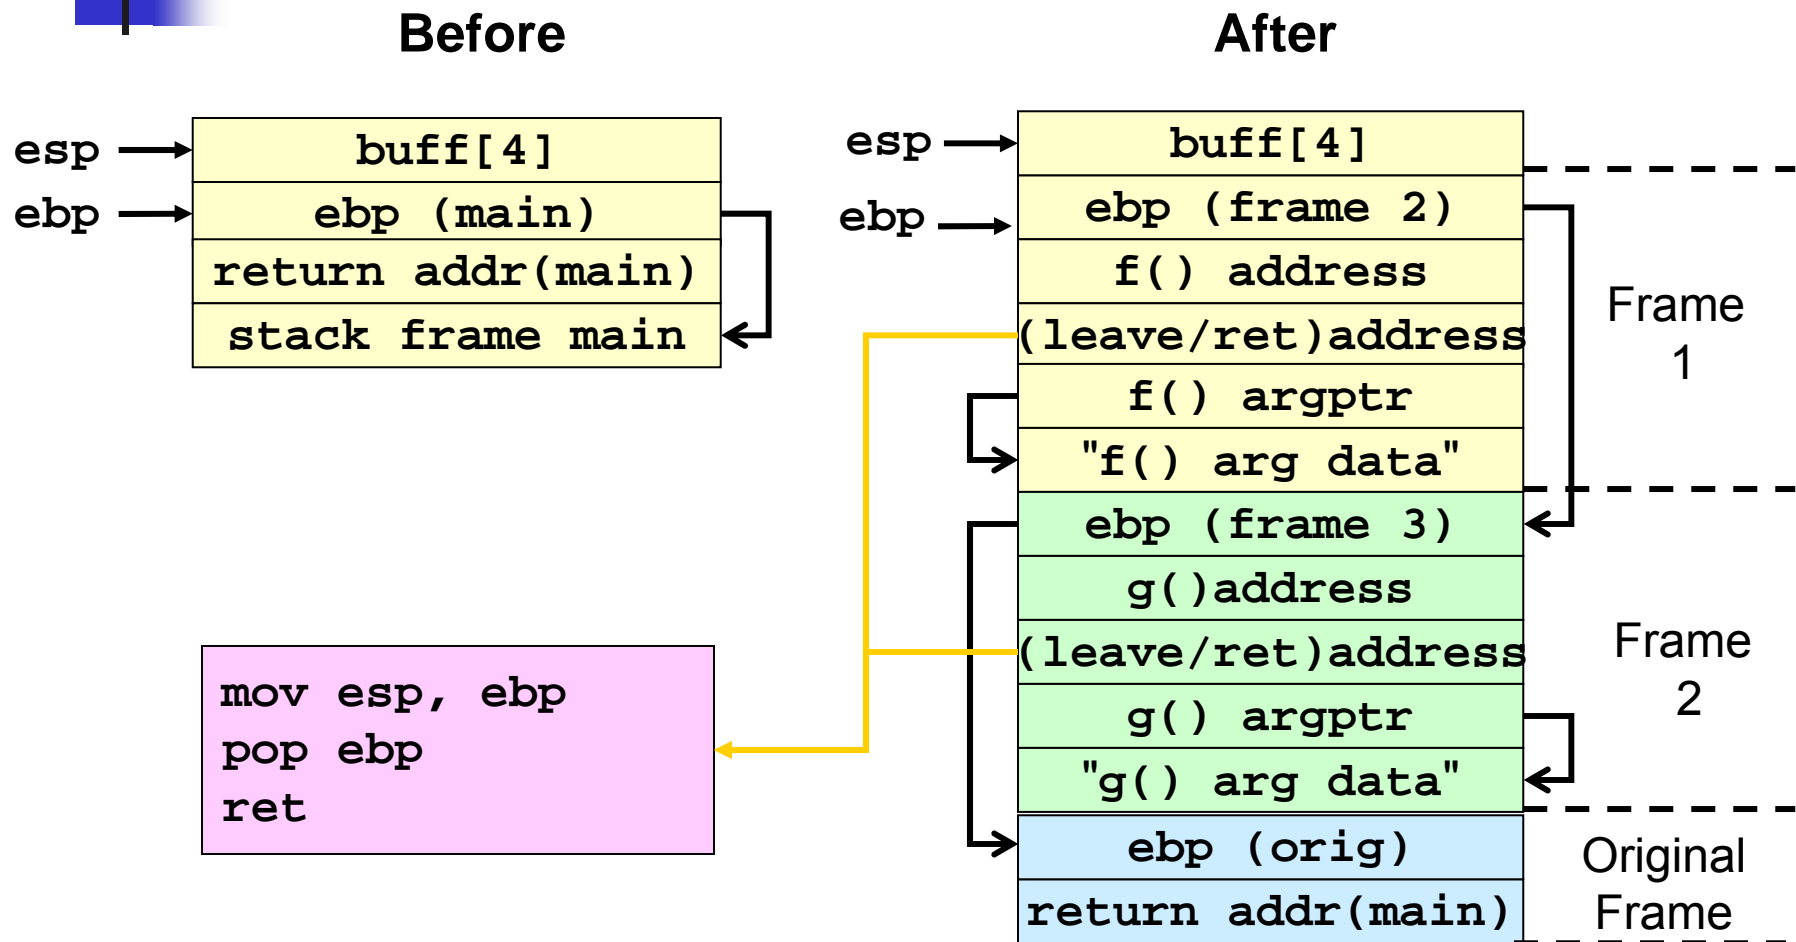 Before
esp
buff[4]
ebp
ebp (main)
return addr(main)
stack frame main
mov esp, ebp
pop ebp
ret
After
esp
buff[4]
ebp
ebp (frame 2)
f() address
(leave/ret)address
f() argptr
"f() arg data"
Frame
1
ebp (frame 3)
g()address
(leave/ret)address
g() argptr
"g() arg data"
Frame
2
ebp (orig)
return addr(main)
Original
Frame